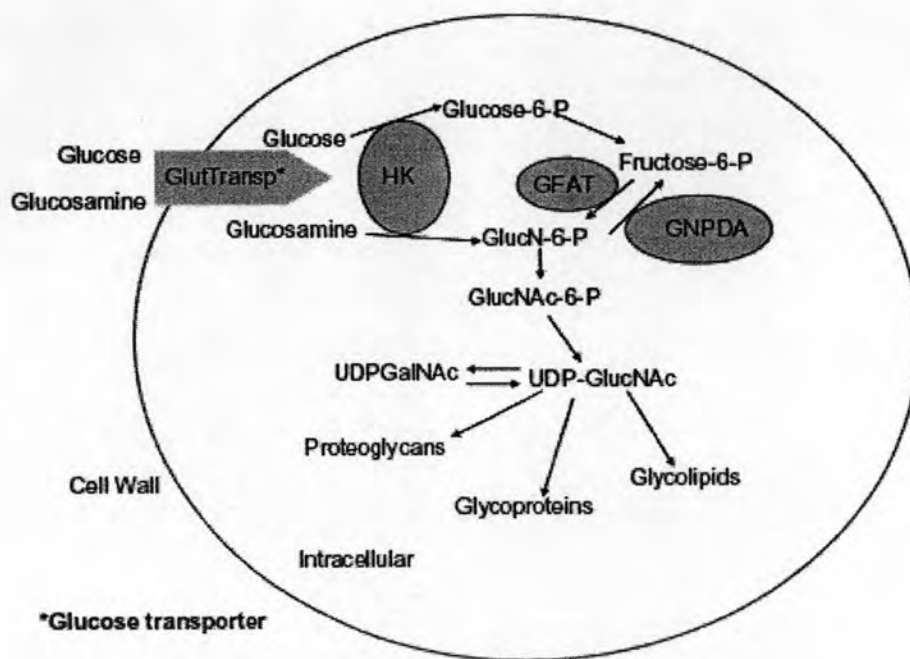 Glucose-6-P
Glucose
Glucose
GlutTransp*
HK
Fructose-6-P
GFAT
Glucosamine
Glucosamine
GlucN-6-P
GNPDA
GlucNAc-6-P
UDPGalNAc
UDP-GlucNAc
Proteoglycans
Glycolipids
Cell Wall
Glycoproteins
Intracellular
*Glucose transporter